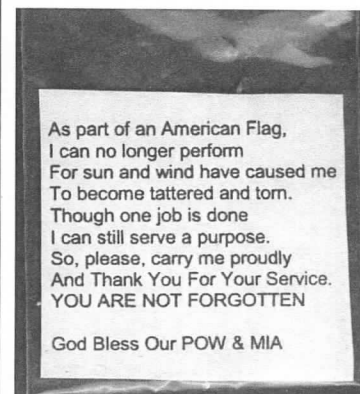 As part of an American Flag,
I can no longer perform
For sun and wind have caused me
To become tattered and torn.
Though one job is done
I can still serve a purpose.
So, please, carry me proudly
And Thank You For Your Service.
YOU ARE NOT FORGOTTEN
God Bless Our POW & MIA